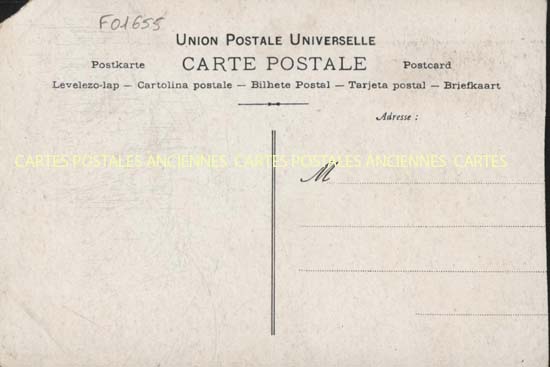 F01655
UNION POSTALE UNIVERSELLE
Postkarte CARTE POSTALE Postcard
Levelezo-lap — Cartolina postale — Bilhete Postal — Tarjeta postal — Briefkaart
Adresse :
CARTES POSTALES ANCIENNES CARTES POSTALES ANCIENNES CARTES
M